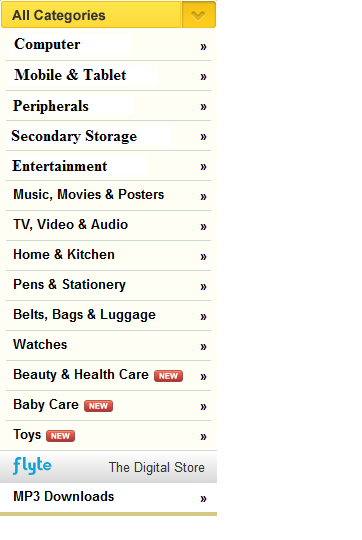 All Categories
Computer »
Mobile & Tablet »
Peripherals »
Secondary Storage »
Entertainment »
Music, Movies & Posters »
TV, Video & Audio »
Home & Kitchen »
Pens & Stationery »
Belts, Bags & Luggage »
Watches »
Beauty & Health Care NEW »
Baby Care NEW »
Toys NEW »
flyte The Digital Store
MP3 Downloads »